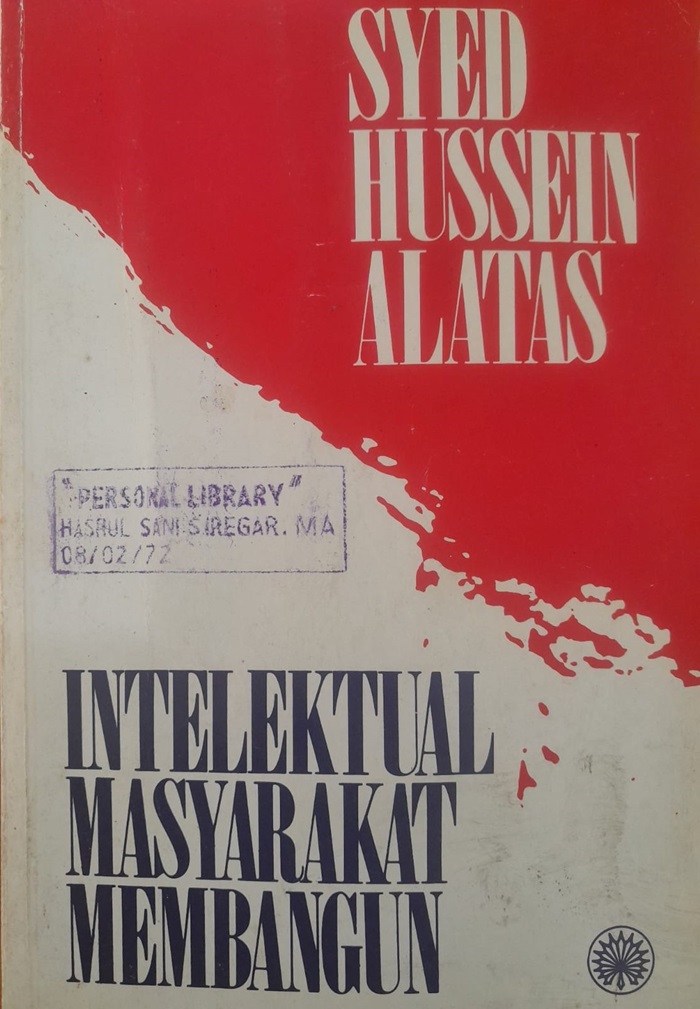 SYED
HUSSEIN
ALATAS
"PERSONAL LIBRARY"
HASRUL SANI SIREGAR. MA
08/02/72
INTELEKTUAL
MASYARAKAT
MEMBANGUN